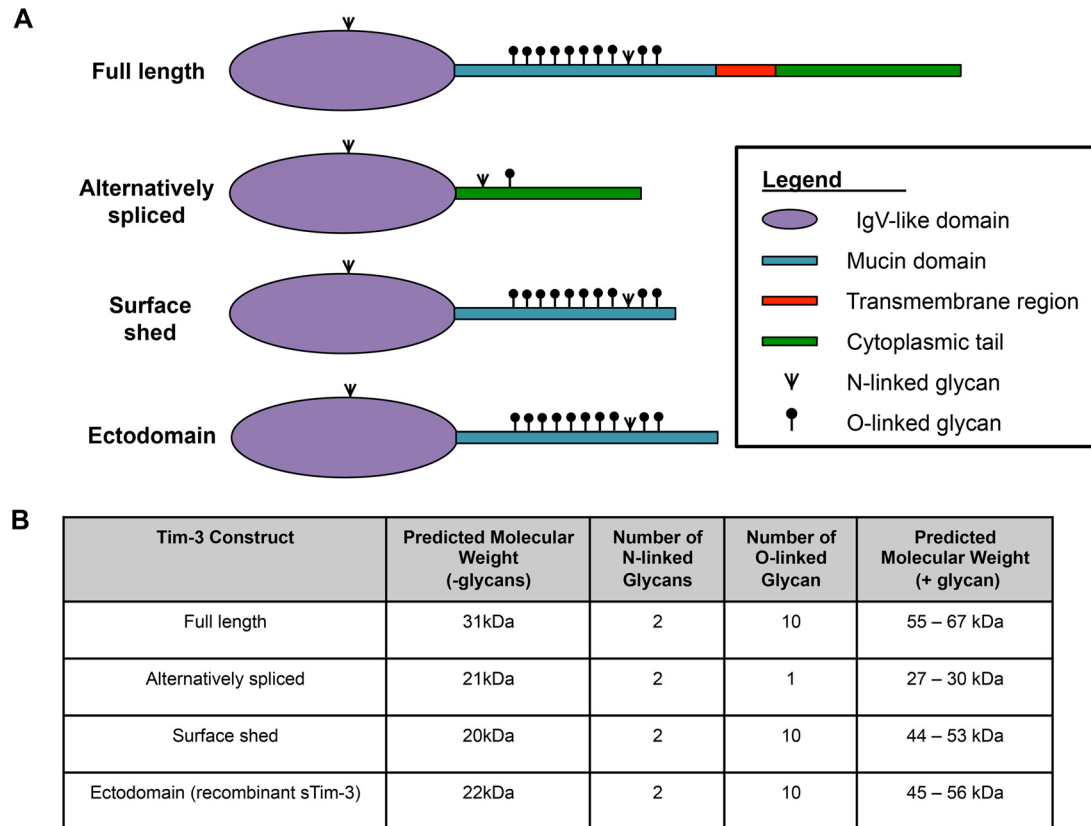 A
Full length
Alternatively
spliced
Surface
shed
Ectodomain
Legend
IgV-like domain
Mucin domain
Transmembrane region
Cytoplasmic tail
N-linked glycan
O-linked glycan
B
Tim-3 Construct
Predicted Molecular
Weight
(-glycans)
Number of
N-linked
Glycans
Number of
O-linked
Glycan
Predicted
Molecular Weight
(+ glycan)
Full length
31kDa
2
10
55 – 67 kDa
Alternatively spliced
21kDa
2
1
27 – 30 kDa
Surface shed
20kDa
2
10
44 – 53 kDa
Ectodomain (recombinant sTim-3)
22kDa
2
10
45 – 56 kDa